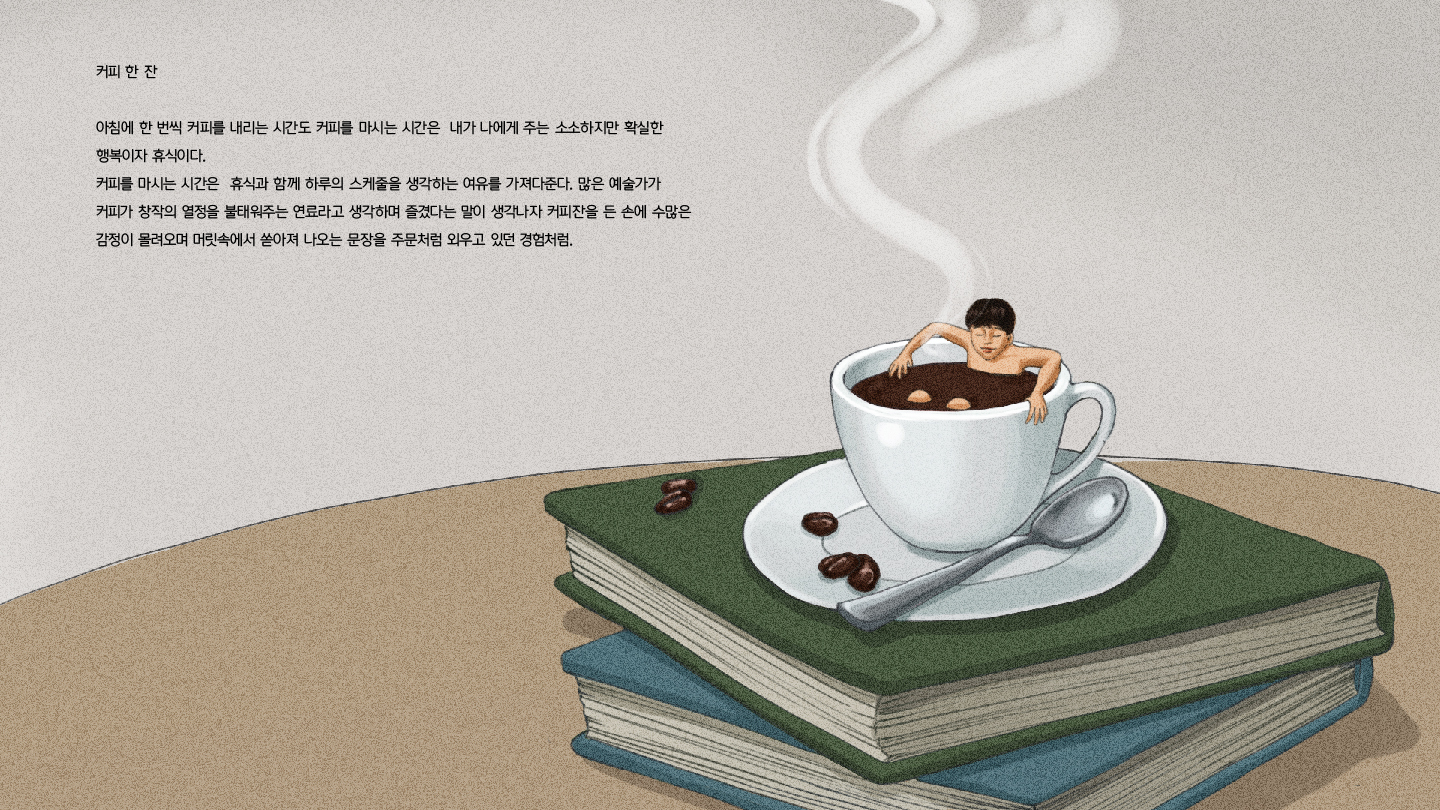 커피 한 잔
아침에 한 번씩 커피를 내리는 시간도 커피를 마시는 시간은 내가 나에게 주는 소소하지만 확실한
행복이자 휴식이다.
커피를 마시는 시간은 휴식과 함께 하루의 스케줄을 생각하는 여유를 가져다준다. 많은 예술가가
커피가 창작의 열정을 불태워주는 연료라고 생각하며 즐겼다는 말이 생각나자 커피잔을 든 손에 수많은
감정이 몰려오며 머릿속에서 쏟아져 나오는 문장을 주문처럼 외우고 있던 경험처럼.